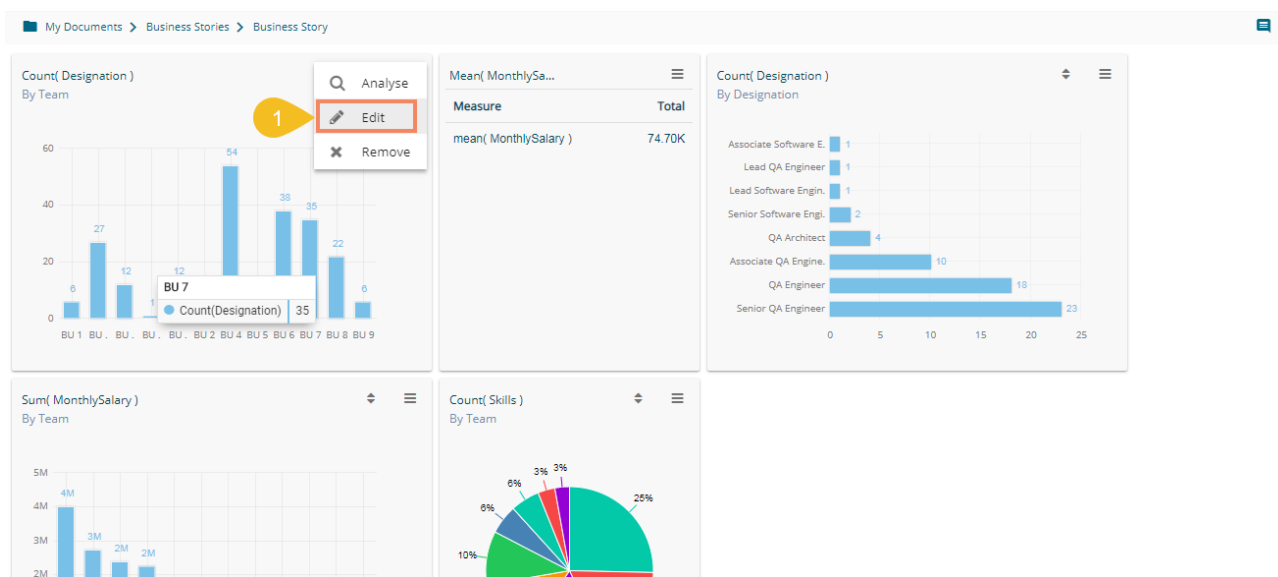 My Documents > Business Stories > Business Story
Count( Designation )
By Team
Analyse
1
Edit
Remove
60
40
20
0
6
27
12
1
12
54
38
35
22
6
BU 7
Count(Designation) 35
BU 1 BU . BU . BU . BU . BU 2 BU 4 BU 5 BU 6 BU 7 BU 8 BU 9
Mean( MonthlySa...
Measure Total
mean( MonthlySalary ) 74.70K
Count( Designation )
By Designation
Associate Software E. 1
Lead QA Engineer 1
Lead Software Engin. 1
Senior Software Engi. 2
QA Architect 4
Associate QA Engine. 10
QA Engineer 18
Senior QA Engineer 23
0 5 10 15 20 25
Sum( MonthlySalary )
By Team
5M
4M
3M
2M
4M
3M
2M
2M
Count( Skills )
By Team
3% 3%
6%
25%
6%
10%